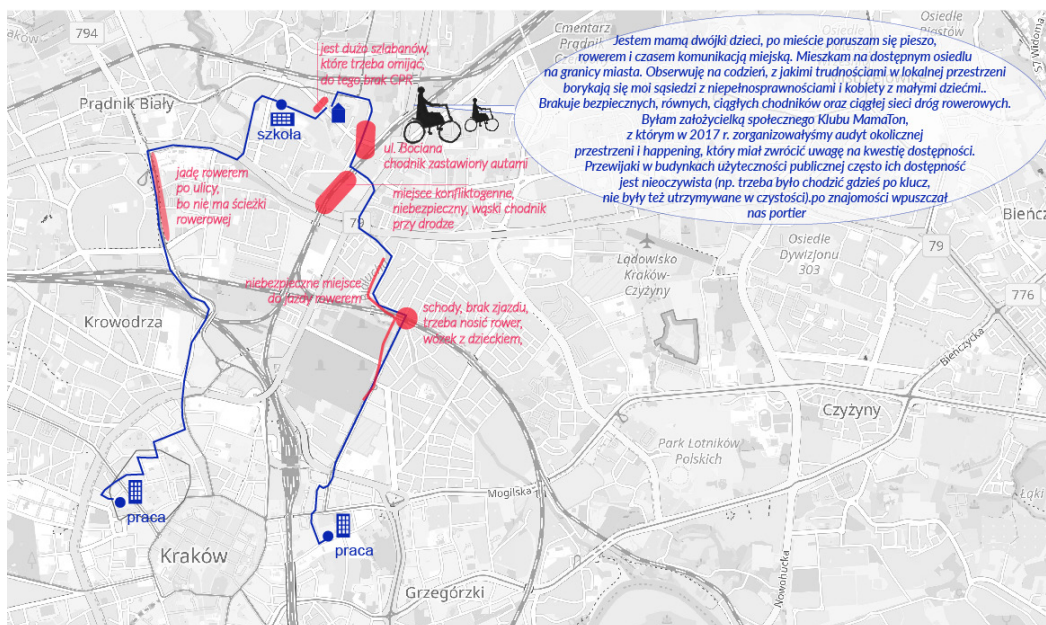 794
Cmentarz
Prądnik
Osiedle
Piastów
jest dużo szlabanów,
które trzeba omijać,
do tego brak CPR
Jestem mamą dwójki dzieci, po mieście poruszam się pieszo,
rowerem i czasem komunikacją miejską. Mieszkam na dostępnym osiedlu
na granicy miasta. Obserwuję na codzień, z jakimi trudnościami w lokalnej przestrzeni
borykają się moi sąsiedzi z niepełnosprawnościami i kobiety z małymi dziećmi..
Brakuje bezpiecznych, równych, ciągłych chodników oraz ciągłej sieci dróg rowerowych.
Byłam założycielką społecznego Klubu MamaTon,
z którym w 2017 r. zorganizowałyśmy audyt okolicznej
przestrzeni i happening, który miał zwrócić uwagę na kwestię dostępności.
Przewijaki w budynkach użyteczności publicznej często ich dostępność
jest nieoczywista (np. trzeba było chodzić gdzieś po klucz,
nie były też utrzymywane w czystości).po znajomości wpuszczał
nas portier
Prądnik Biały
szkoła
ul. Bociana
chodnik zastawiony autami
jadę rowerem
po ulicy,
bo nie ma ścieżki
rowerowej
miejsce konfliktogenne,
niebezpieczny, wąski chodnik
przy drodze
79
79
Osiedle
Dywizjonu
303
Lądowisko
Kraków-
Czyżyny
niebezpieczne miejsce
do jazdy rowerem
776
schody, brak zjazdu,
trzeba nosić rower,
wózek z dzieckiem,
Krowodrza
Bieńczycka
Czyżyny
Park Lotników
Polskich
Mogilska
praca
praca
Kraków
Grzegórzki
Nowohucka
Łąki